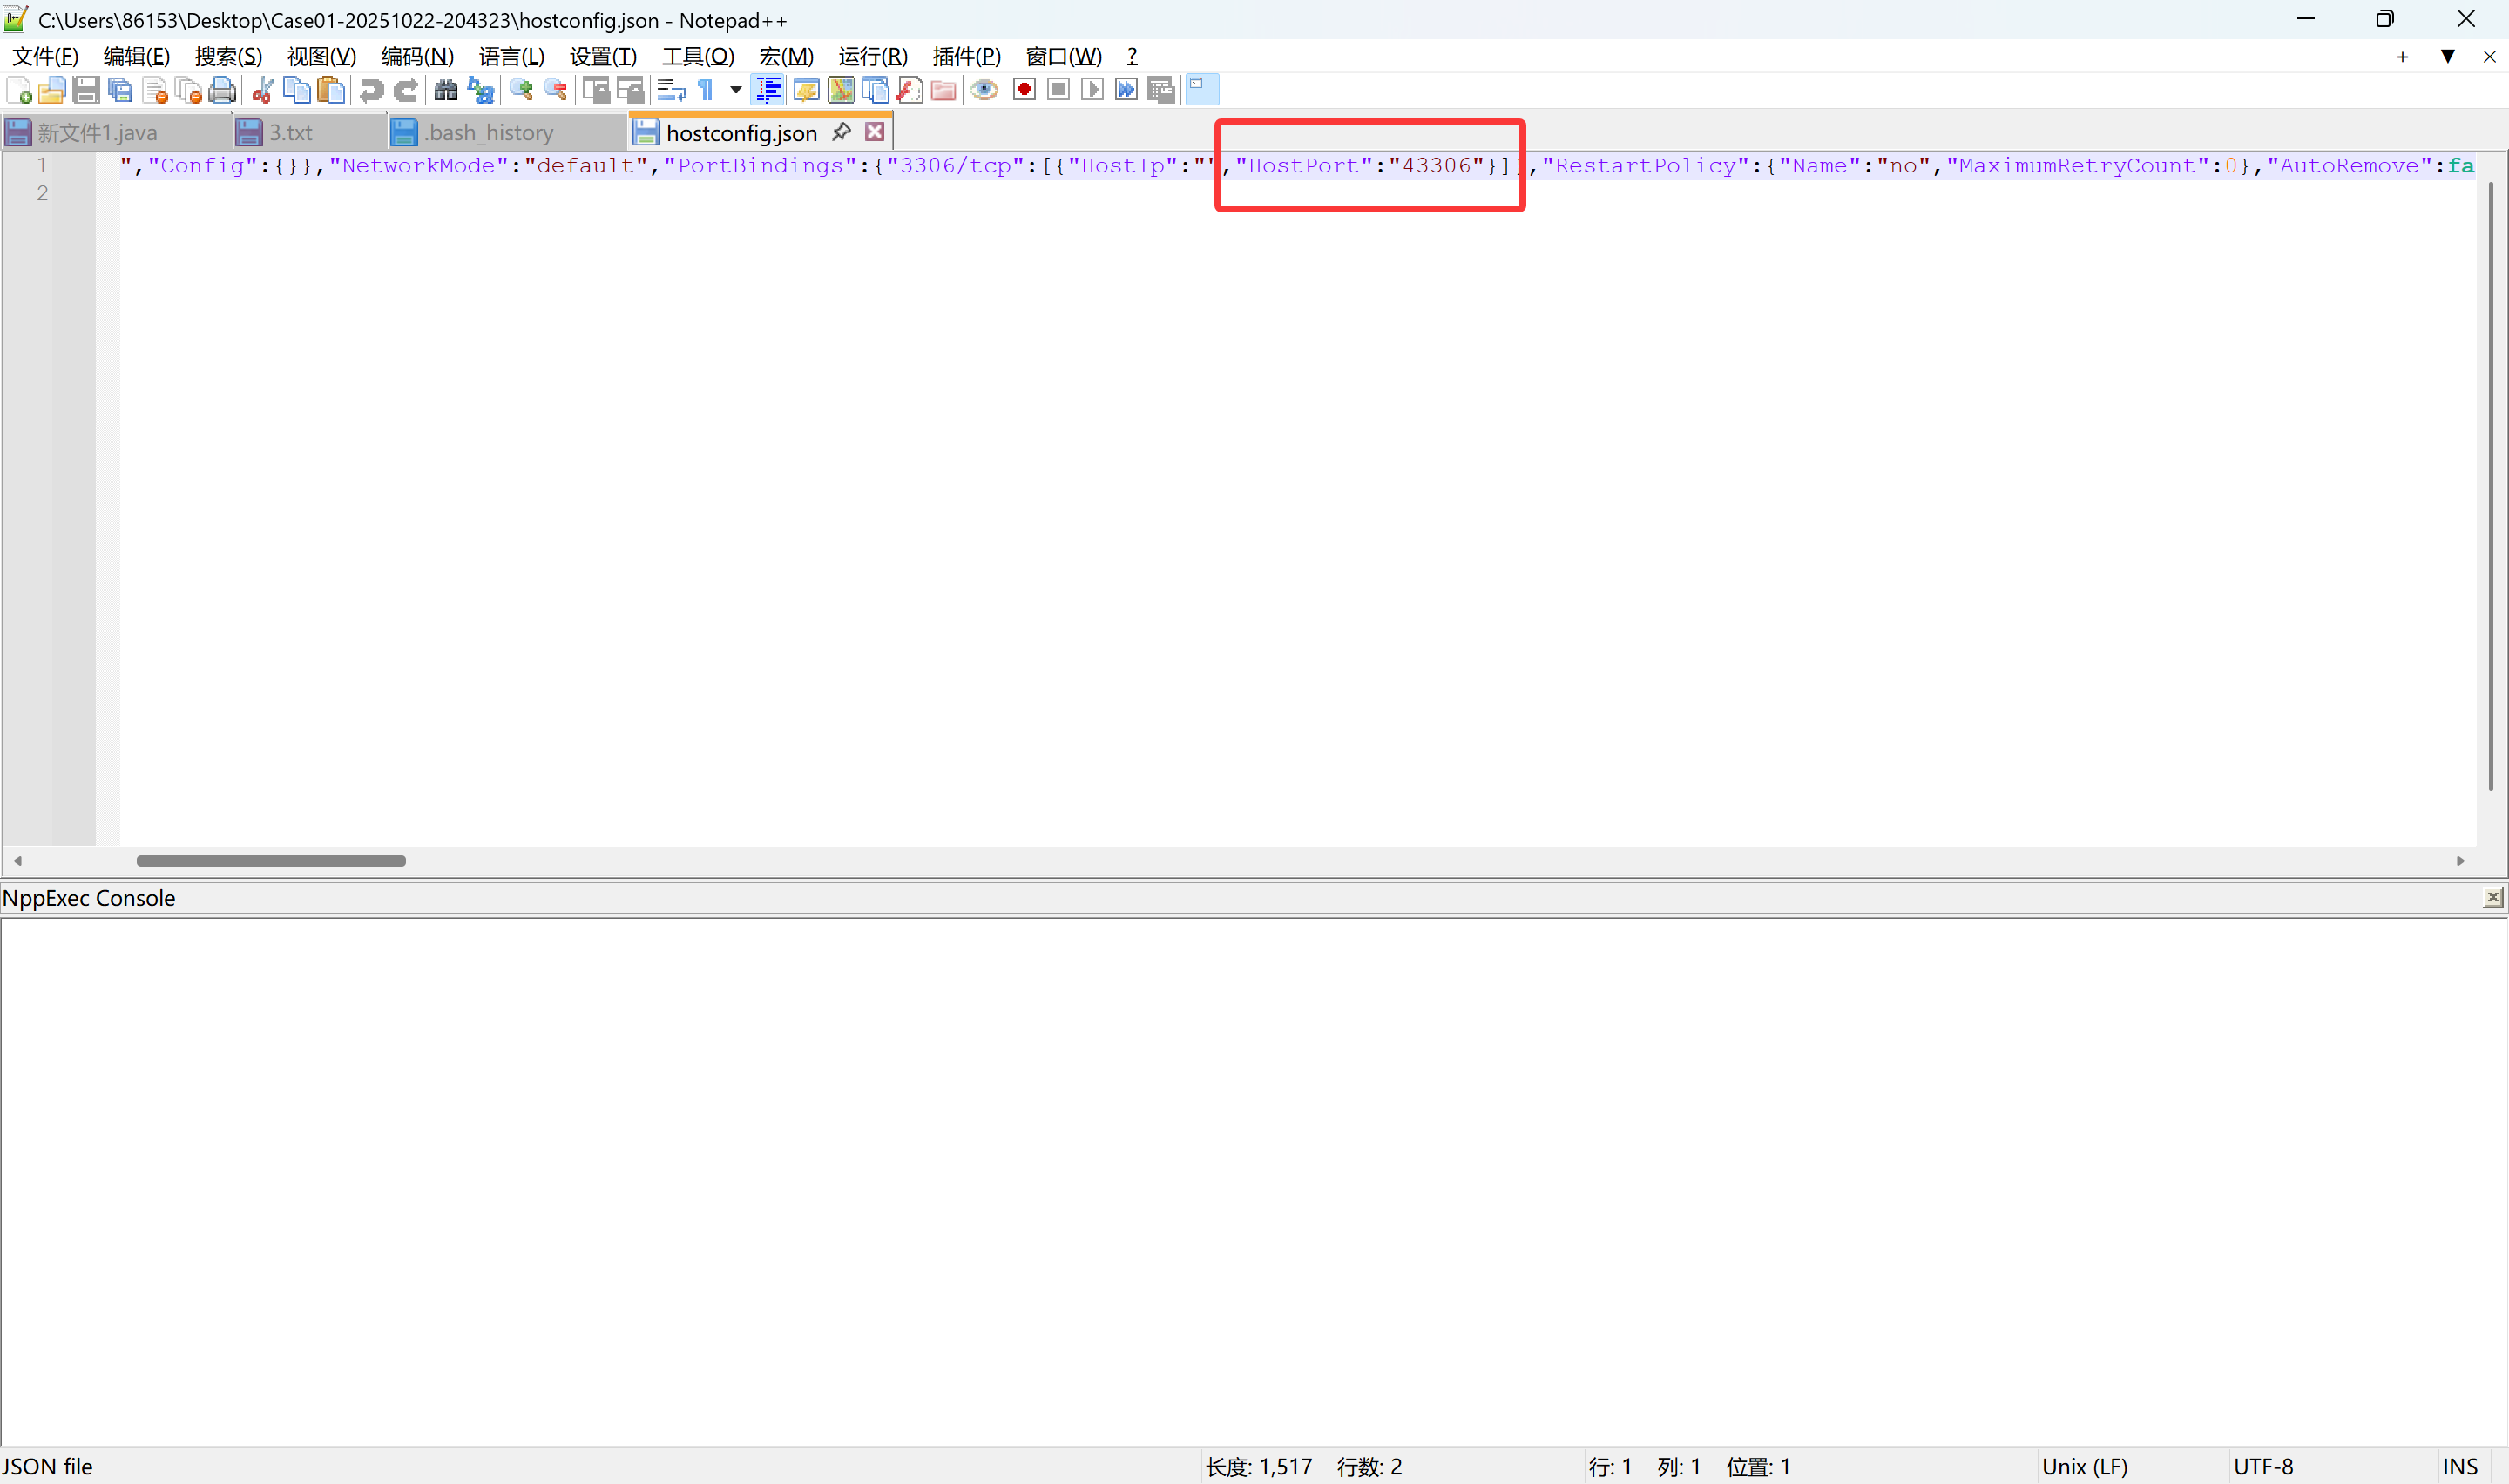 C:\Users\86153\Desktop\Case01-20251022-204323\hostconfig.json - Notepad++
文件(F) 编辑(E) 搜索(S) 视图(V) 编码(N) 语言(L) 设置(T) 工具(O) 宏(M) 运行(R) 插件(P) 窗口(W) ?
新文件1.java 3.txt .bash_history hostconfig.json
1 ","Config":{}},"NetworkMode":"default","PortBindings":{"3306/tcp":[{"HostIp":"","HostPort":"43306"}]},"RestartPolicy":{"Name":"no","MaximumRetryCount":0},"AutoRemove":fa
2
NppExec Console
JSON file 长度: 1,517 行数: 2 行: 1 列: 1 位置: 1 Unix (LF) UTF-8 INS